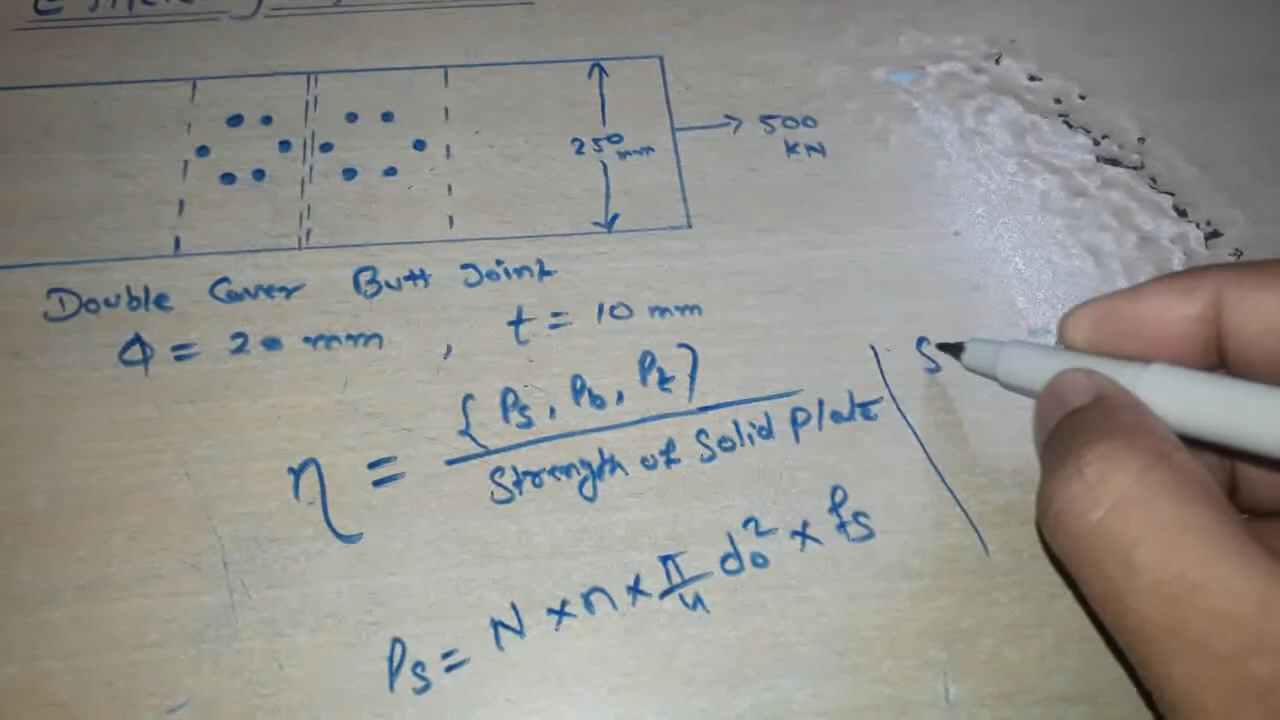 500
KN
250 mm
Double Cover Butt Joint
Φ = 20 mm , t = 10 mm
η = {Ps, Pb, Pt} / Strength of Solid Plate
S
Ps = N × n × π/4 do² × fs